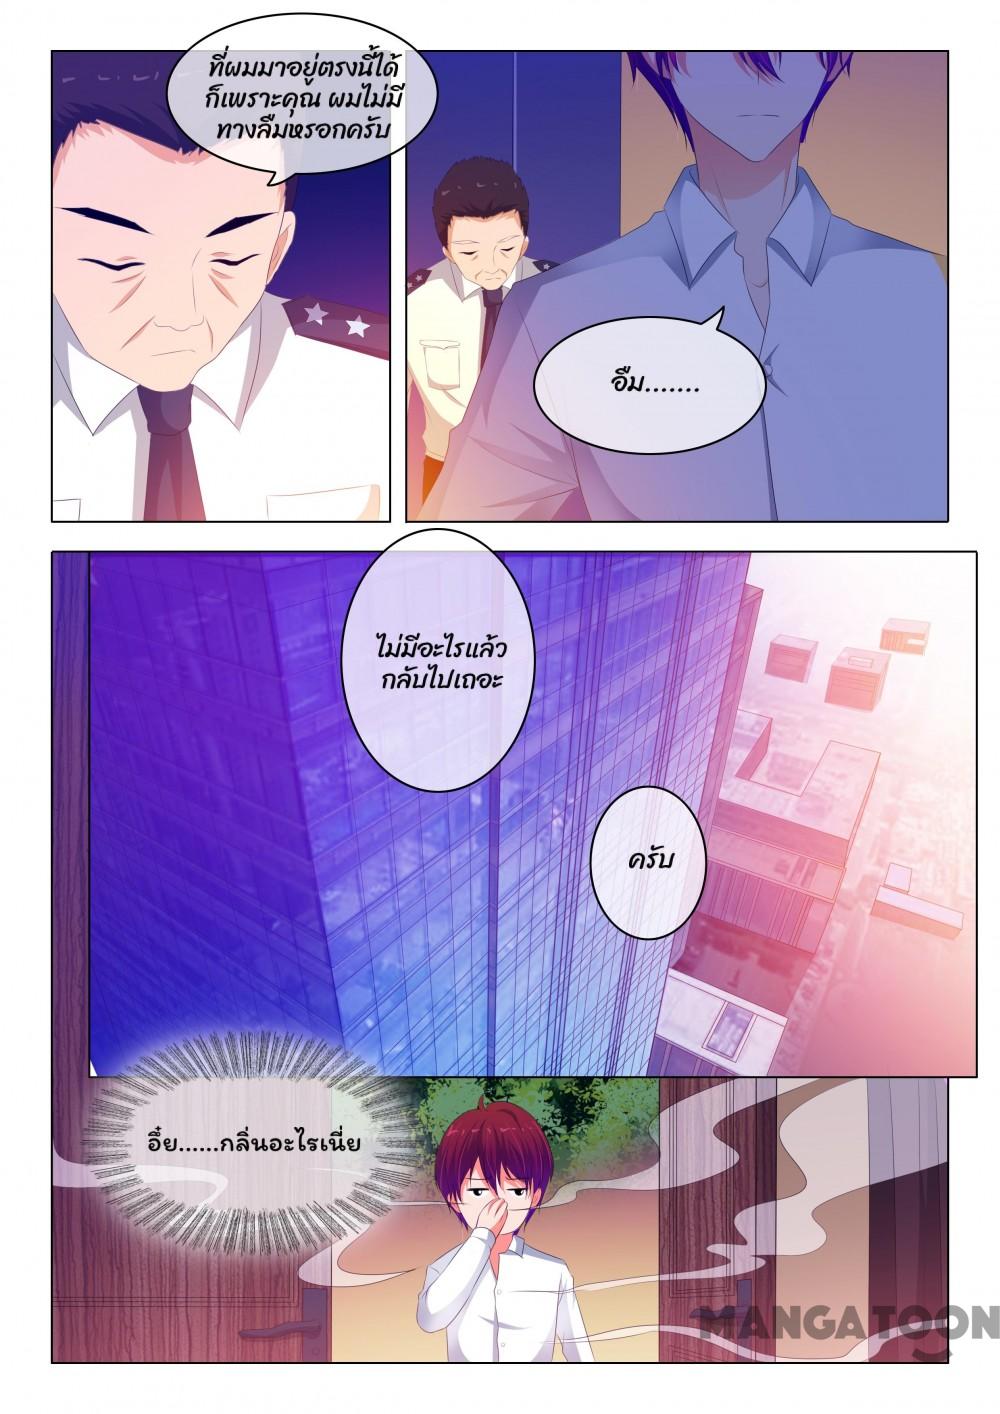 ที่ผมมาอยู่ตรงนี้ได้
ก็เพราะคุณ ผมไม่มี
ทางลืมหรอกครับ
อืม.......
ไม่มีอะไรแล้ว
กลับไปเถอะ
ครับ
อึ๋ย......กลิ่นอะไรเนี่ย
MANGATOON